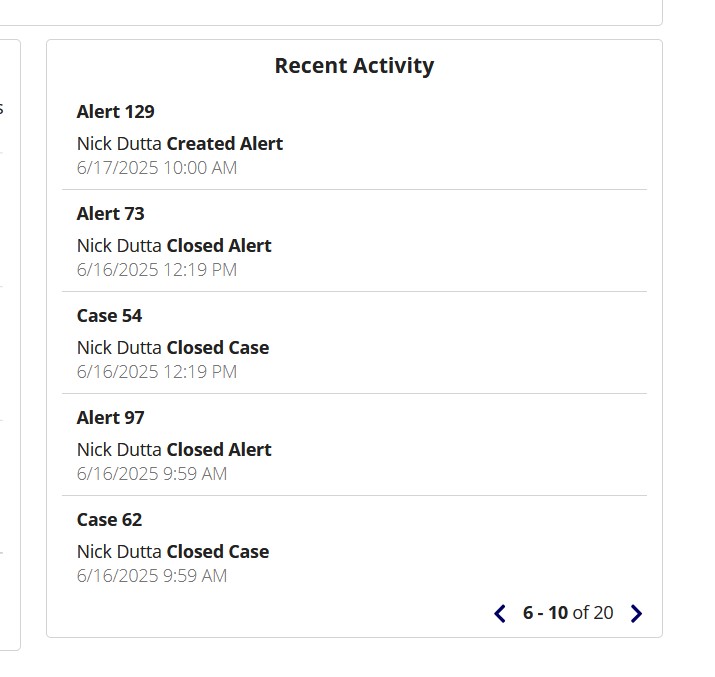 s
Recent Activity
Alert 129
Nick Dutta Created Alert
6/17/2025 10:00 AM
Alert 73
Nick Dutta Closed Alert
6/16/2025 12:19 PM
Case 54
Nick Dutta Closed Case
6/16/2025 12:19 PM
Alert 97
Nick Dutta Closed Alert
6/16/2025 9:59 AM
Case 62
Nick Dutta Closed Case
6/16/2025 9:59 AM
6 - 10 of 20